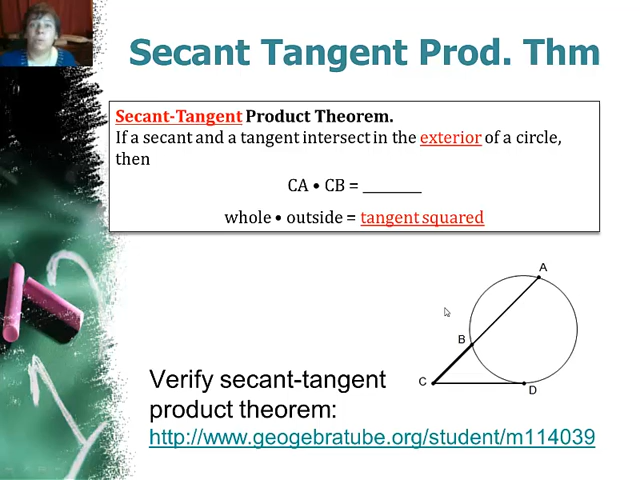 Secant Tangent Prod. Thm
Secant-Tangent Product Theorem.
If a secant and a tangent intersect in the exterior of a circle,
then
CA • CB = ________
whole • outside = tangent squared
A
B
C
D
Verify secant-tangent
product theorem:
http://www.geogebratube.org/student/m114039